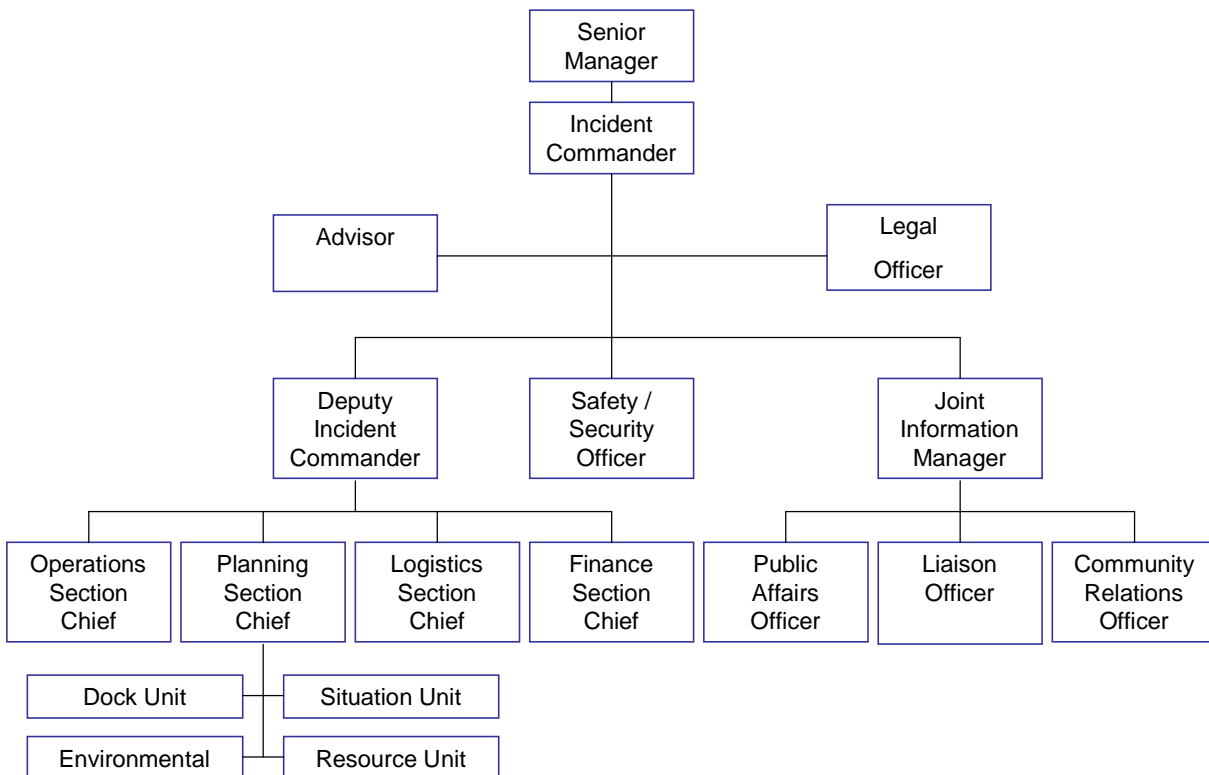 Senior
Manager
Incident
Commander
Advisor
Legal
Officer
Deputy
Incident
Commander
Safety /
Security
Officer
Joint
Information
Manager
Operations
Section
Chief
Planning
Section
Chief
Logistics
Section
Chief
Finance
Section
Chief
Public
Affairs
Officer
Liaison
Officer
Community
Relations
Officer
Dock Unit
Situation Unit
Environmental
Resource Unit